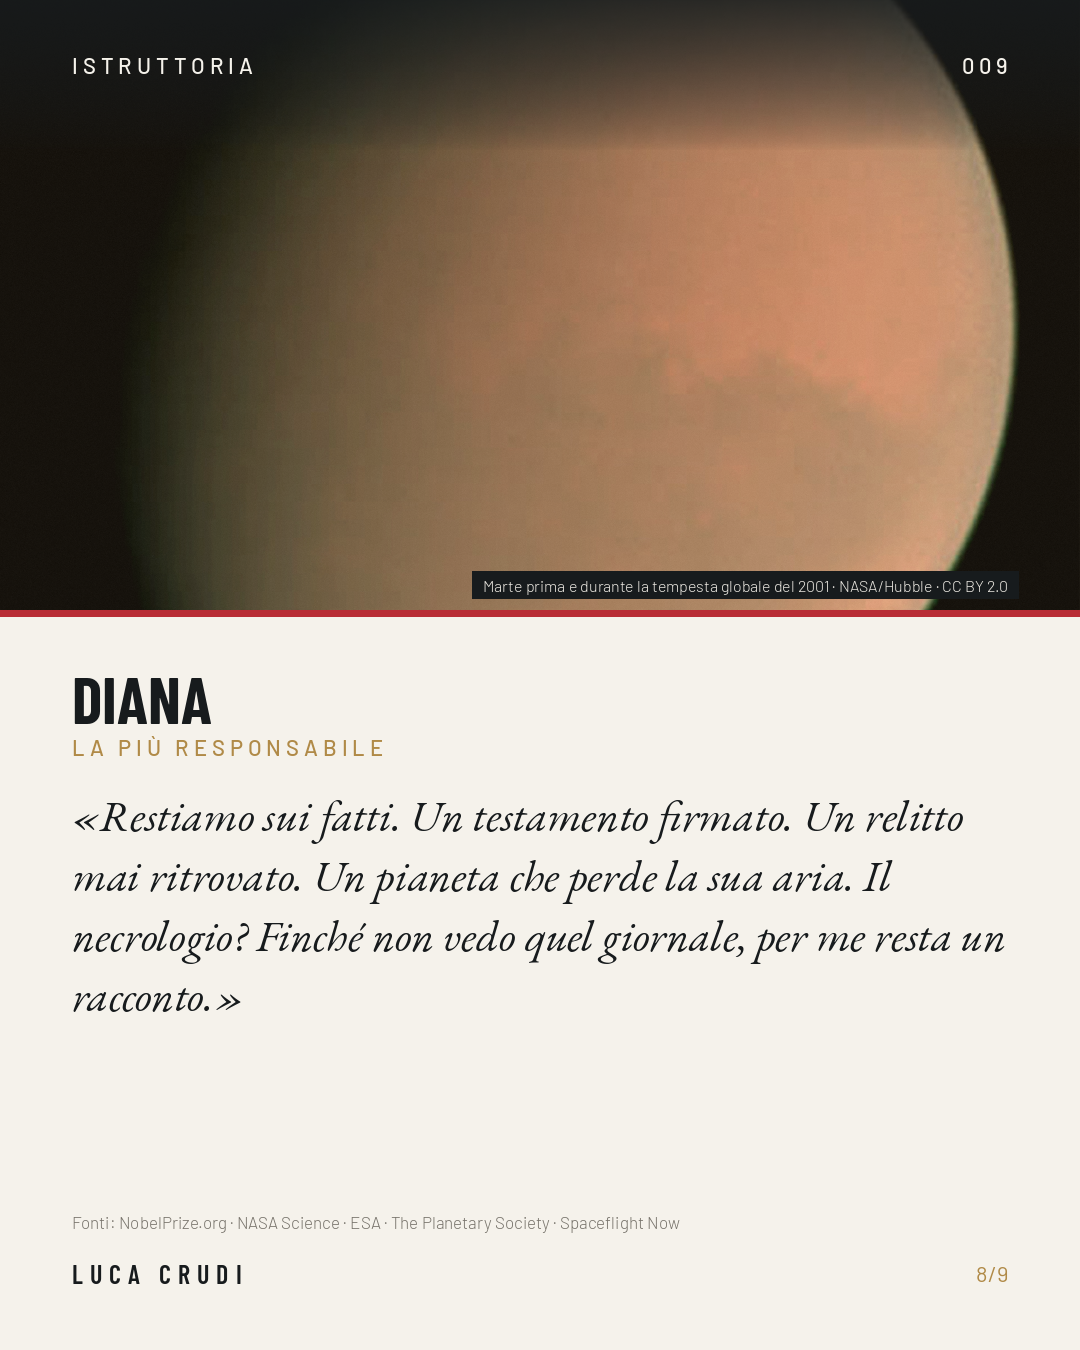 ISTRUTTORIA
009
Marte prima e durante la tempesta globale del 2001 · NASA/Hubble · CC BY 2.0
DIANA
LA PIÙ RESPONSABILE
«Restiamo sui fatti. Un testamento firmato. Un relitto
mai ritrovato. Un pianeta che perde la sua aria. Il
necrologio? Finché non vedo quel giornale, per me resta un
racconto.»
Fonti: NobelPrize.org · NASA Science · ESA · The Planetary Society · Spaceflight Now
LUCA CRUDI
8/9